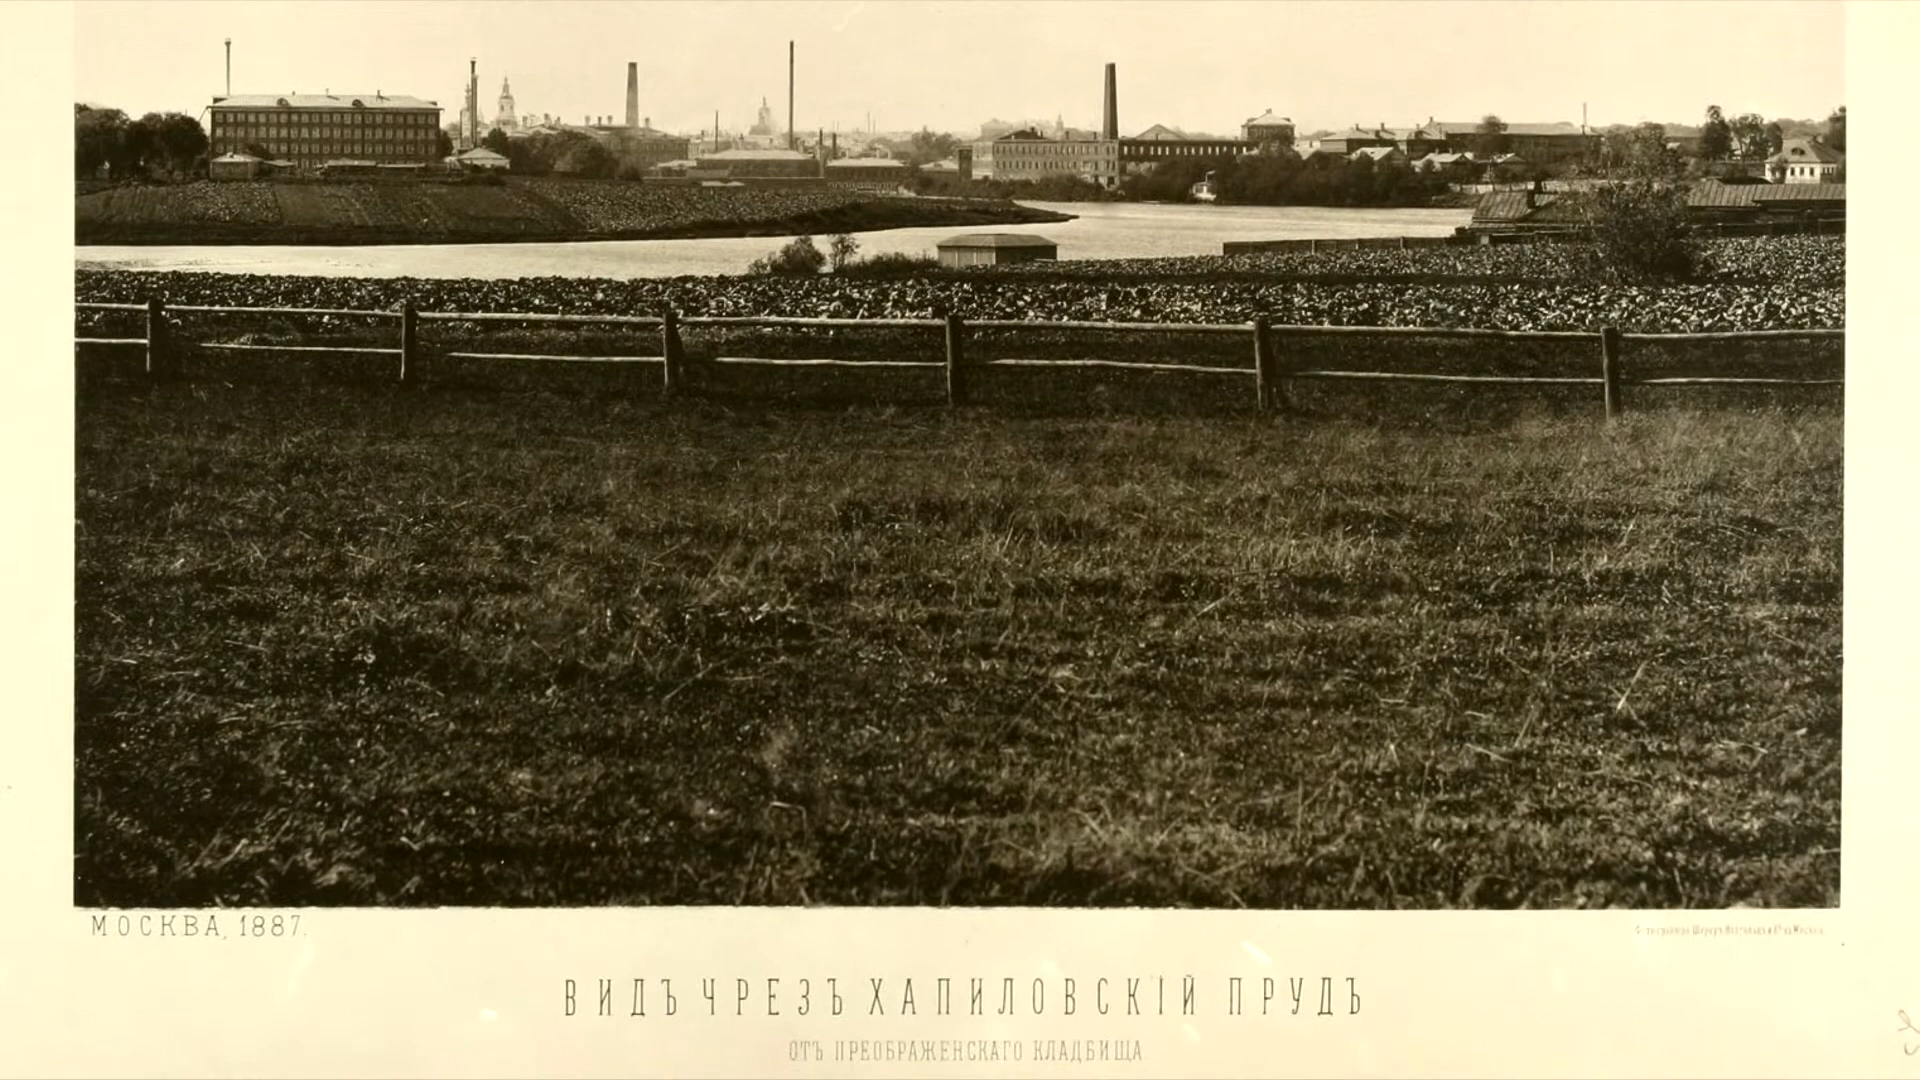 МОСКВА, 1887.
ВИДЪ ЧРЕЗЪ ХАПИЛОВСКІЙ ПРУДЪ
ОТЪ ПРЕОБРАЖЕНСКАГО КЛАДБИЩА